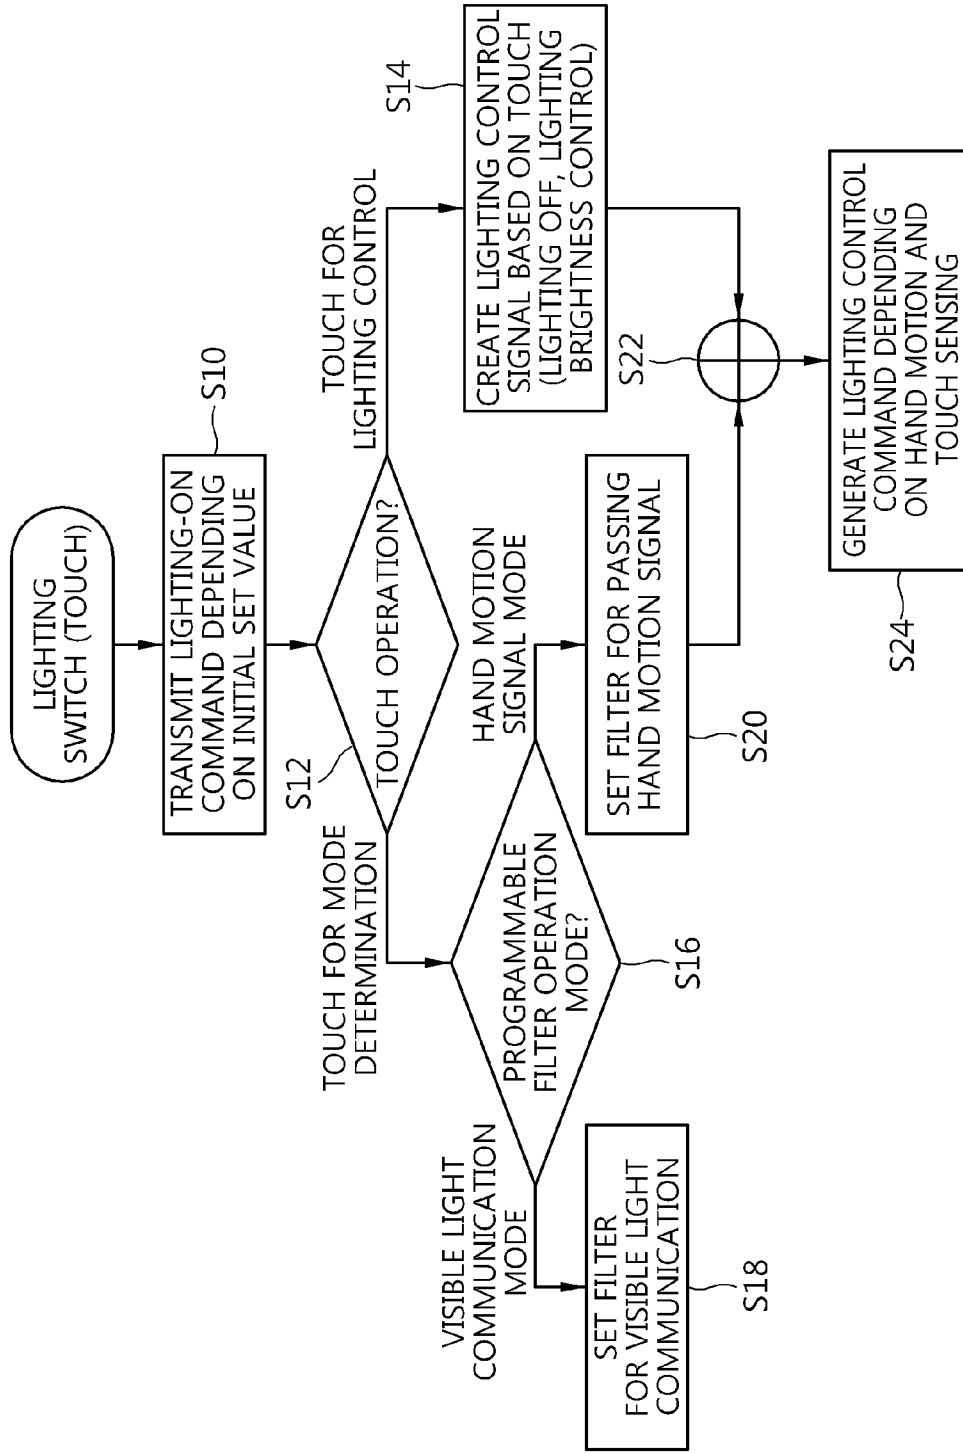 LIGHTING
SWITCH (TOUCH)
S10
TRANSMIT LIGHTING-ON
COMMAND DEPENDING
ON INITIAL SET VALUE
S12
TOUCH OPERATION?
TOUCH FOR MODE
DETERMINATION
TOUCH FOR
LIGHTING CONTROL
S14
CREATE LIGHTING CONTROL
SIGNAL BASED ON TOUCH
(LIGHTING OFF, LIGHTING
BRIGHTNESS CONTROL)
PROGRAMMABLE
FILTER OPERATION
MODE?
S16
VISIBLE LIGHT
COMMUNICATION
MODE
HAND MOTION
SIGNAL MODE
SET FILTER
FOR VISIBLE LIGHT
COMMUNICATION
S18
SET FILTER FOR PASSING
HAND MOTION SIGNAL
S20
S22
GENERATE LIGHTING CONTROL
COMMAND DEPENDING
ON HAND MOTION AND
TOUCH SENSING
S24